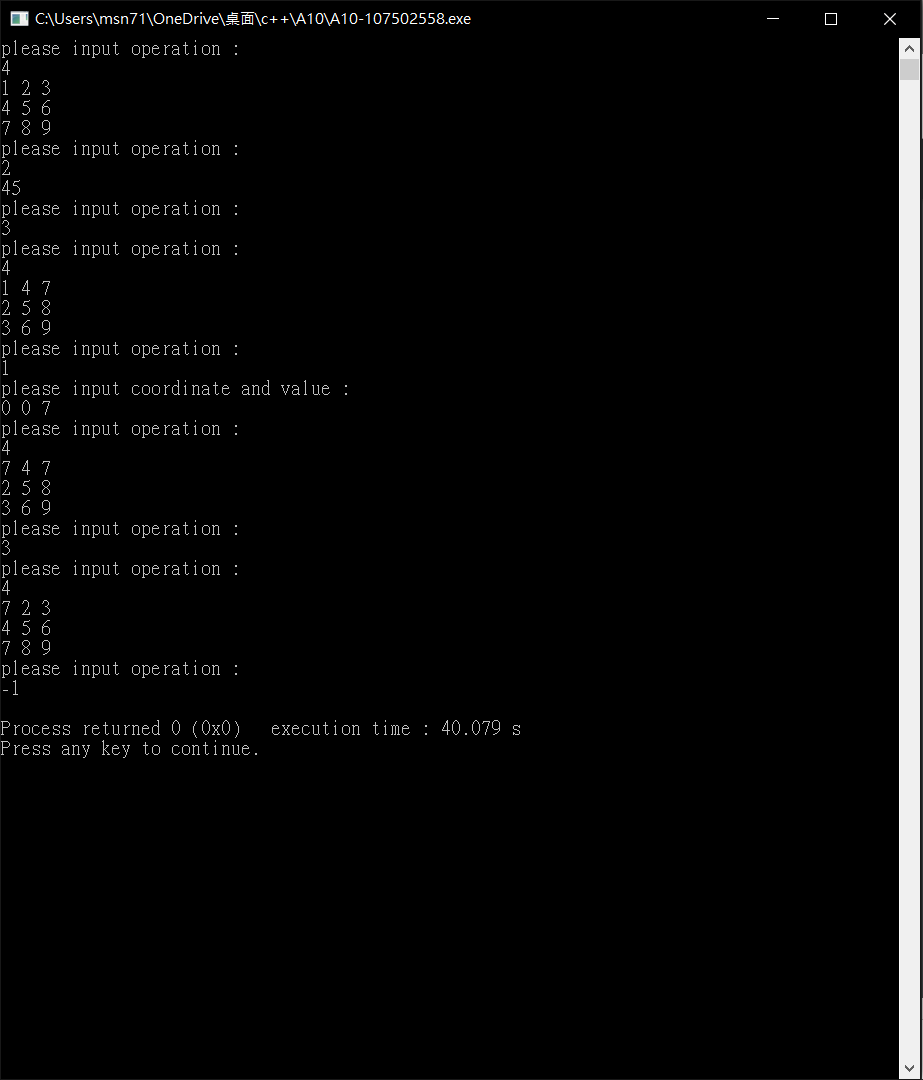 C:\Users\msn71\OneDrive\桌面\c++\A10\A10-107502558.exe
please input operation :
4
1 2 3
4 5 6
7 8 9
please input operation :
2
45
please input operation :
3
please input operation :
4
1 4 7
2 5 8
3 6 9
please input operation :
1
please input coordinate and value :
0 0 7
please input operation :
4
7 4 7
2 5 8
3 6 9
please input operation :
3
please input operation :
4
7 2 3
4 5 6
7 8 9
please input operation :
-1

Process returned 0 (0x0)   execution time : 40.079 s
Press any key to continue.